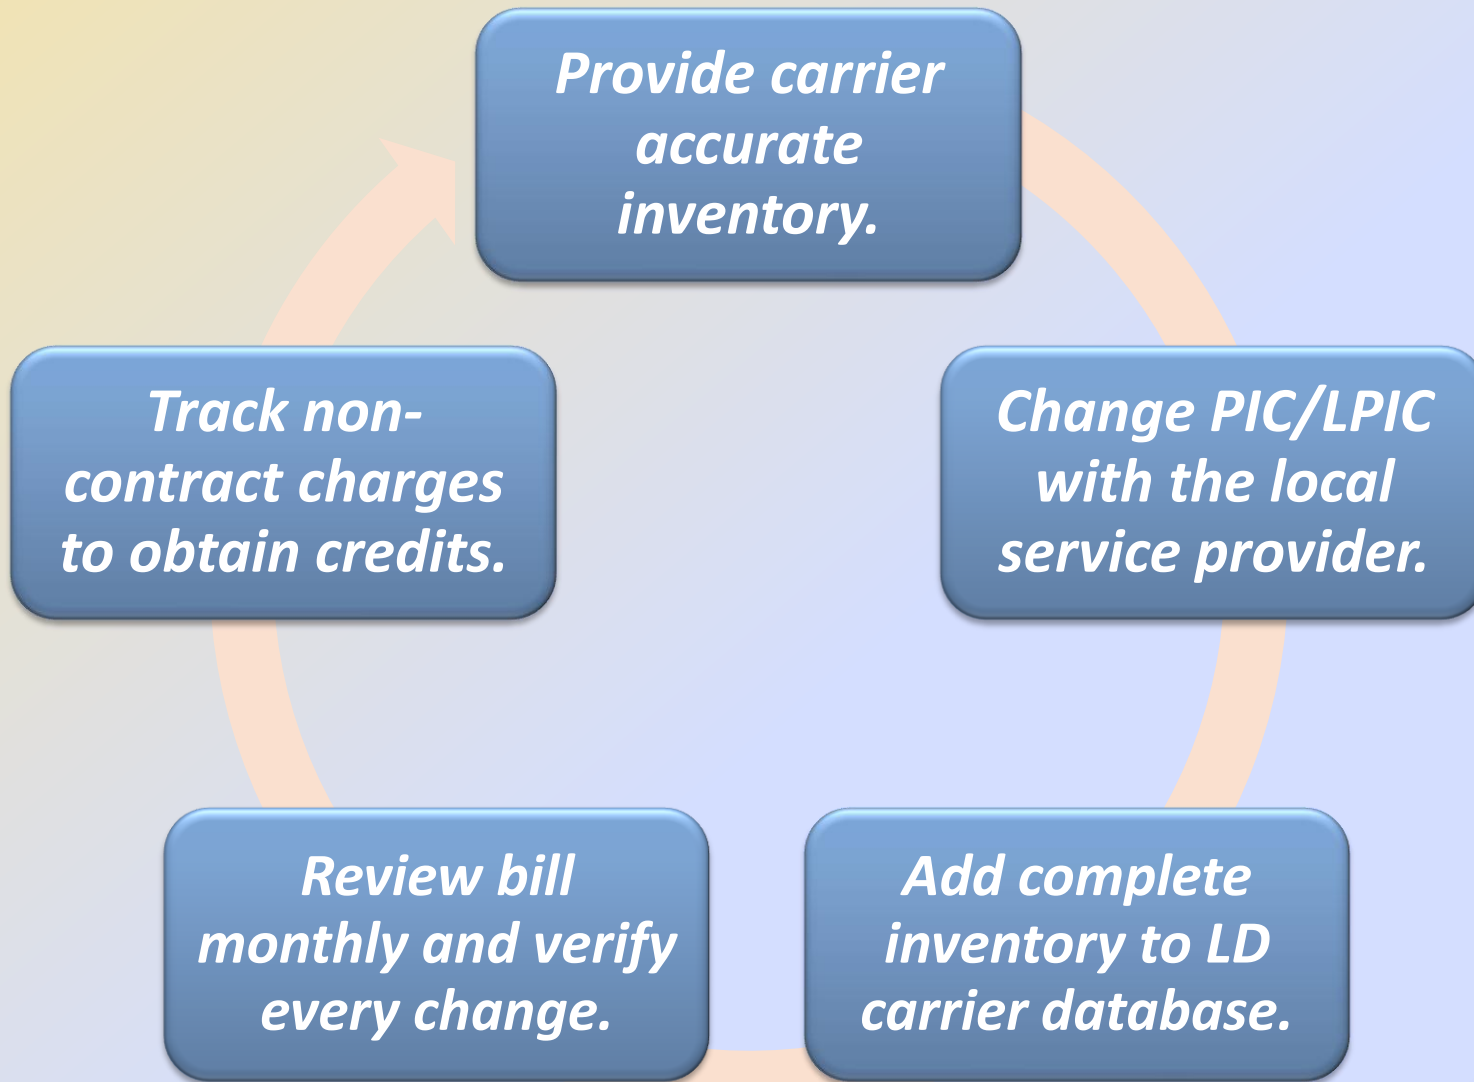 Provide carrier
accurate
inventory.
Change PIC/LPIC
with the local
service provider.
Add complete
inventory to LD
carrier database.
Review bill
monthly and verify
every change.
Track non-
contract charges
to obtain credits.